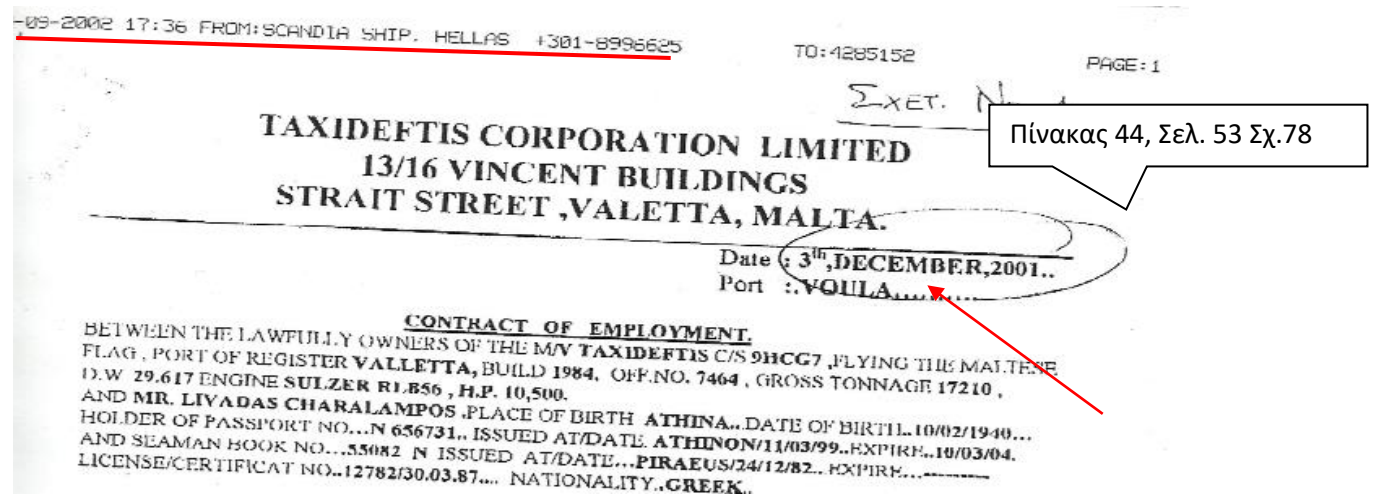 -09-2002 17:36 FROM:SCANDIA SHIP. HELLAS +301-8996625 TO:4285152 PAGE:1
Σχετ.
Πίνακας 44, Σελ. 53 Σχ.78
TAXIDEFTIS CORPORATION LIMITED
13/16 VINCENT BUILDINGS
STRAIT STREET ,VALETTA, MALTA.
Date : 3th,DECEMBER,2001..
Port :.VOULA...........
CONTRACT OF EMPLOYMENT.
BETWEEN THE LAWFULLY OWNERS OF THE M/V TAXIDEFTIS C/S 9HCG7 ,FLYING THE MALTESE
FLAG , PORT OF REGISTER VALLETTA, BUILD 1984, OFF.NO. 7464 , GROSS TONNAGE 17210 ,
D.W 29.617 ENGINE SULZER RLB56 , H.P. 10,500.
AND MR. LIVADAS CHARALAMPOS .PLACE OF BIRTH ATHINA...DATE OF BIRTH..10/02/1940...
HOLDER OF PASSPORT NO...N 656731.. ISSUED AT/DATE. ATHINON/11/03/99..EXPIRE..10/03/04.
AND SEAMAN BOOK NO...55082 N ISSUED AT/DATE...PIRAEUS/24/12/82.. EXPIRE...---------
LICENSE/CERTIFICAT NO..12782/30.03.87.... NATIONALITY..GREEK..